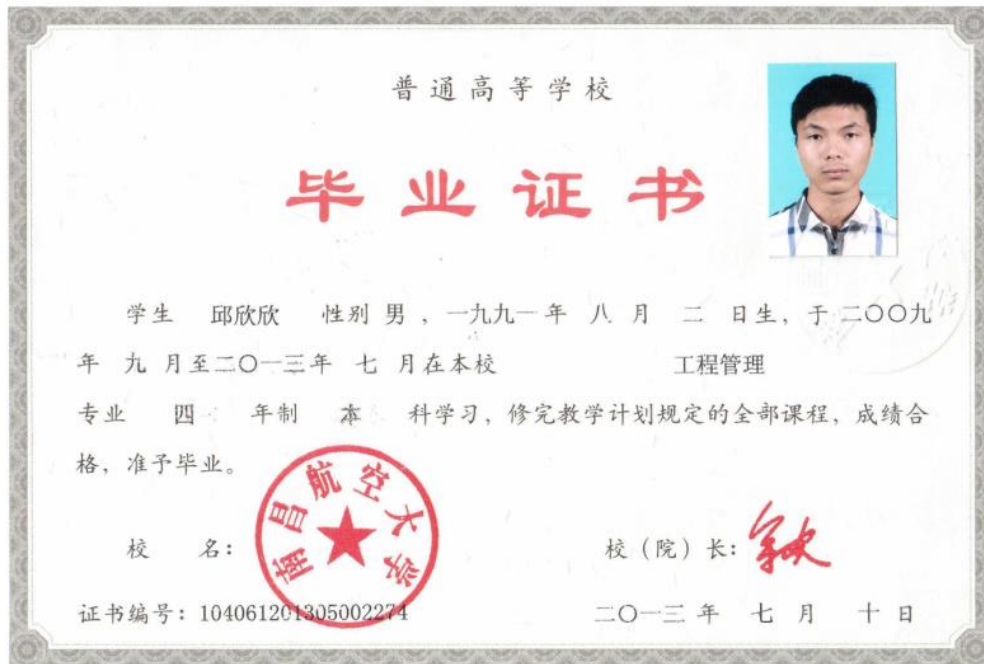 普通高等学校
毕业证书
学生 邱欣欣 性别 男 ，一九九一年 八 月 二 日生，于二〇〇九
年 九 月至二〇一三年 七 月在本校 工程管理
专业 四 年制 本 科学习，修完教学计划规定的全部课程，成绩合
格，准予毕业。
南昌航空大学
校 名： 校（院）长：
证书编号：104061201305002274 二〇一三年 七 月 十 日